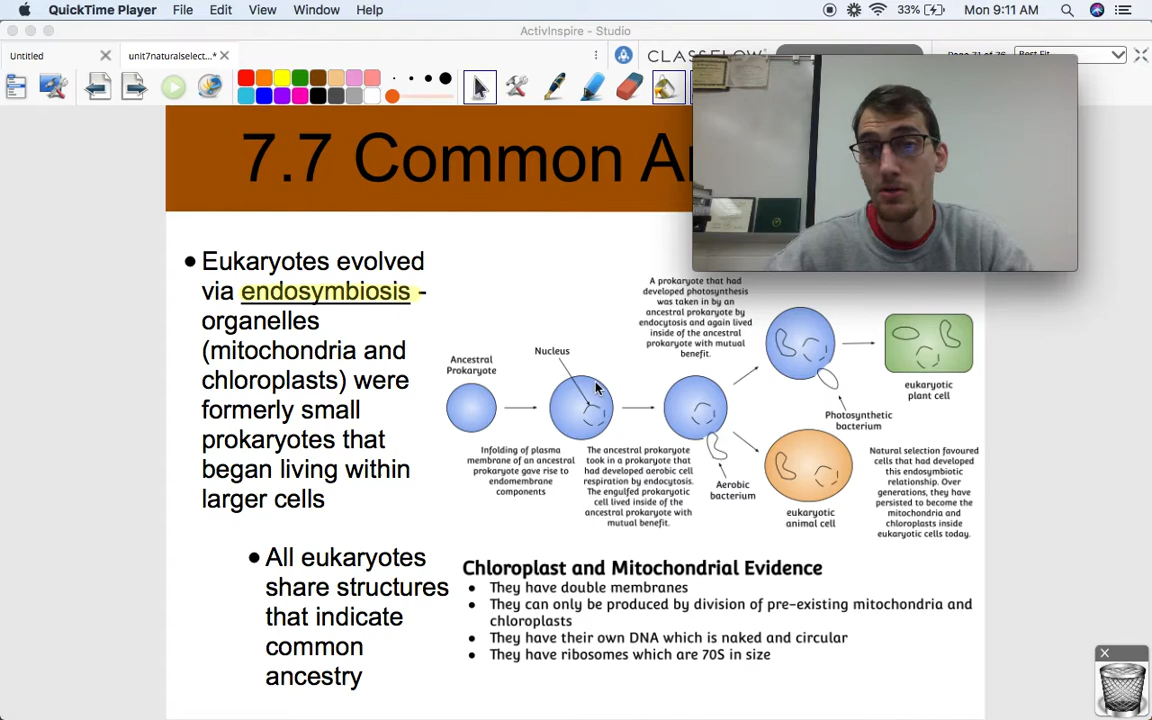 QuickTime Player File Edit View Window Help 33% Mon 9:11 AM
ActivInspire - Studio
Untitled
unit7naturalselect...*
CLASSFLOW
Best Fit
7.7 Common
• Eukaryotes evolved
via endosymbiosis -
organelles
(mitochondria and
chloroplasts) were
formerly small
prokaryotes that
began living within
larger cells
• All eukaryotes
share structures
that indicate
common
ancestry
Ancestral
Prokaryote
Nucleus
Infolding of plasma
membrane of an ancestral
prokaryote gave rise to
endomembrane
components
The ancestral prokaryote
took in a prokaryote that
had developed aerobic cell
respiration by endocytosis.
The engulfed prokaryotic
cell lived inside of the
ancestral prokaryote with
mutual benefit.
A prokaryote that had
developed photosynthesis
was taken in by an
ancestral prokaryote by
endocytosis and again lived
inside of the ancestral
prokaryote with mutual
benefit.
Aerobic
bacterium
Photosynthetic
bacterium
eukaryotic
plant cell
eukaryotic
animal cell
Natural selection favoured
cells that had developed
this endosymbiotic
relationship. Over
generations, they have
persisted to become the
mitochondria and
chloroplasts inside
eukaryotic cells today.
Chloroplast and Mitochondrial Evidence
• They have double membranes
• They can only be produced by division of pre-existing mitochondria and
chloroplasts
• They have their own DNA which is naked and circular
• They have ribosomes which are 70S in size